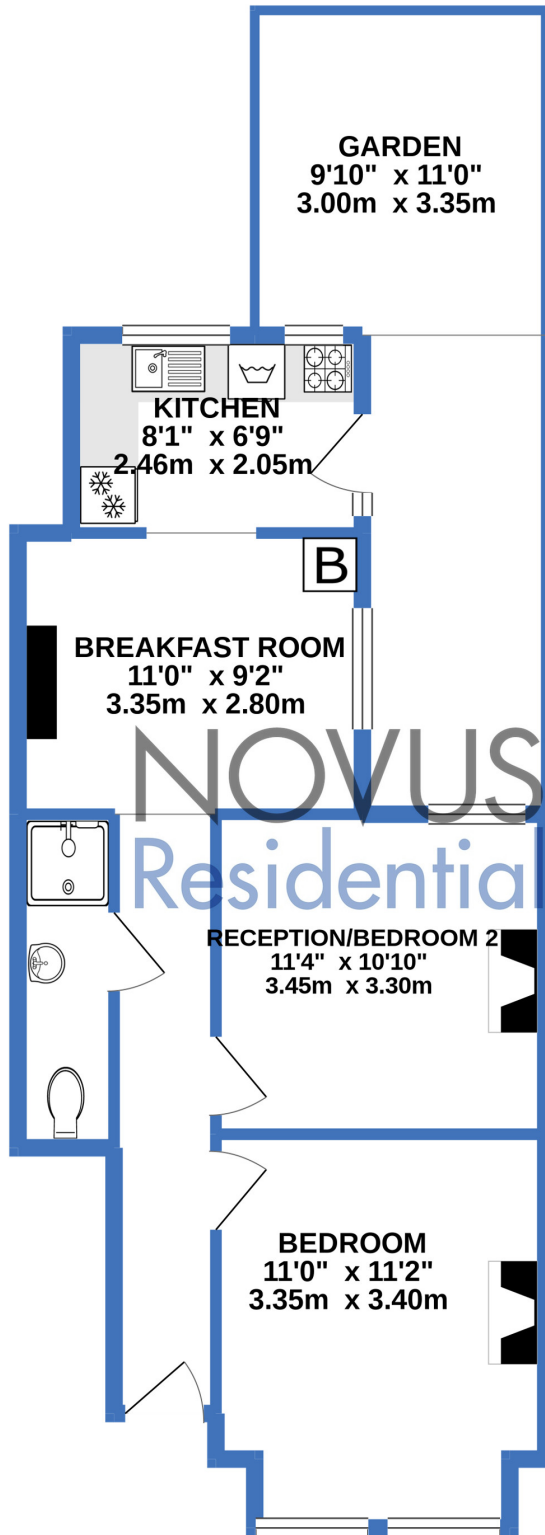 GARDEN
9'10" x 11'0"
3.00m x 3.35m
KITCHEN
8'1" x 6'9"
2.46m x 2.05m
B
BREAKFAST ROOM
11'0" x 9'2"
3.35m x 2.80m
NOVUS
Residential
RECEPTION/BEDROOM 2
11'4" x 10'10"
3.45m x 3.30m
BEDROOM
11'0" x 11'2"
3.35m x 3.40m